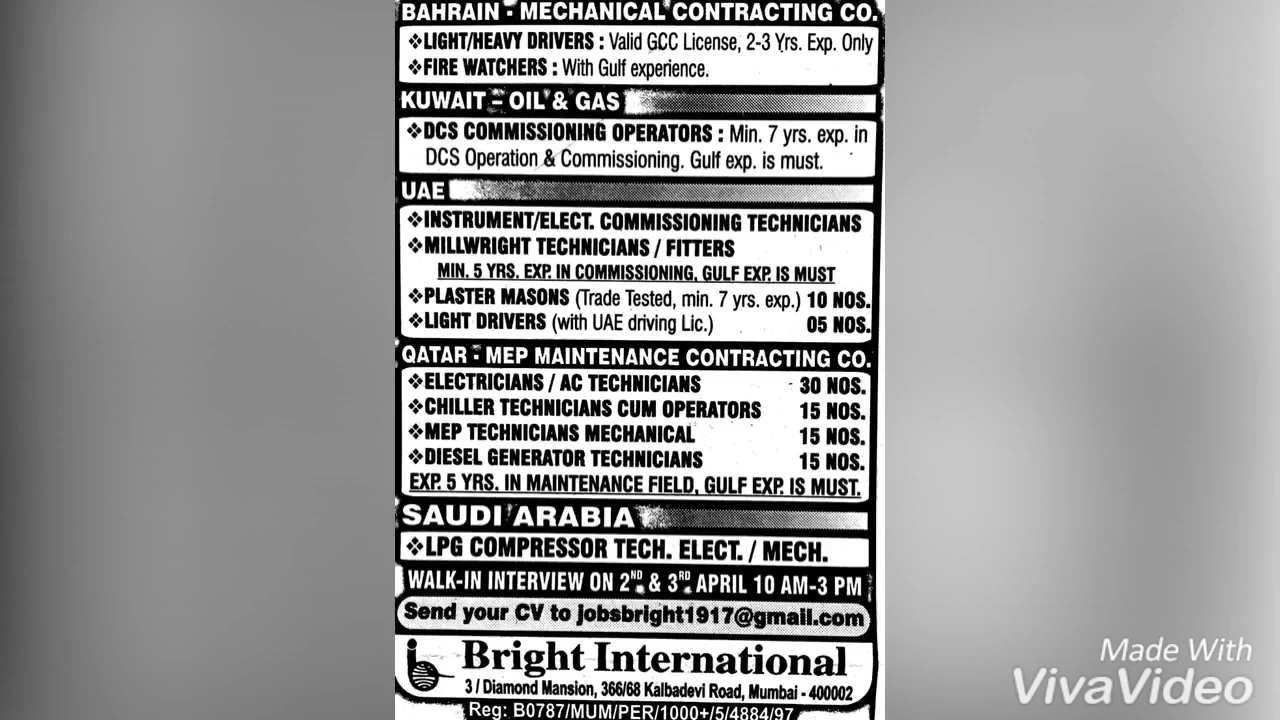 BAHRAIN - MECHANICAL CONTRACTING CO.
❖LIGHT/HEAVY DRIVERS : Valid GCC License, 2-3 Yrs. Exp. Only
❖FIRE WATCHERS : With Gulf experience.
KUWAIT - OIL & GAS
❖DCS COMMISSIONING OPERATORS : Min. 7 yrs. exp. in
DCS Operation & Commissioning. Gulf exp. is must.
UAE
❖INSTRUMENT/ELECT. COMMISSIONING TECHNICIANS
❖MILLWRIGHT TECHNICIANS / FITTERS
MIN. 5 YRS. EXP. IN COMMISSIONING, GULF EXP. IS MUST
❖PLASTER MASONS (Trade Tested, min. 7 yrs. exp.) 10 NOS.
❖LIGHT DRIVERS (with UAE driving Lic.) 05 NOS.
QATAR - MEP MAINTENANCE CONTRACTING CO.
❖ELECTRICIANS / AC TECHNICIANS - 30 NOS.
❖CHILLER TECHNICIANS CUM OPERATORS 15 NOS.
❖MEP TECHNICIANS MECHANICAL 15 NOS.
❖DIESEL GENERATOR TECHNICIANS 15 NOS.
EXP. 5 YRS. IN MAINTENANCE FIELD, GULF EXP. IS MUST.
SAUDI ARABIA
❖LPG COMPRESSOR TECH. ELECT. / MECH.
WALK-IN INTERVIEW ON 2ND & 3RD APRIL 10 AM-3 PM
Send your CV to jobsbright1917@gmail.com
Bright International
3 / Diamond Mansion, 366/68 Kalbadevi Road, Mumbai - 400002
Reg: B0787/MUM/PER/1000+/5/4884/97
Made With
VivaVideo